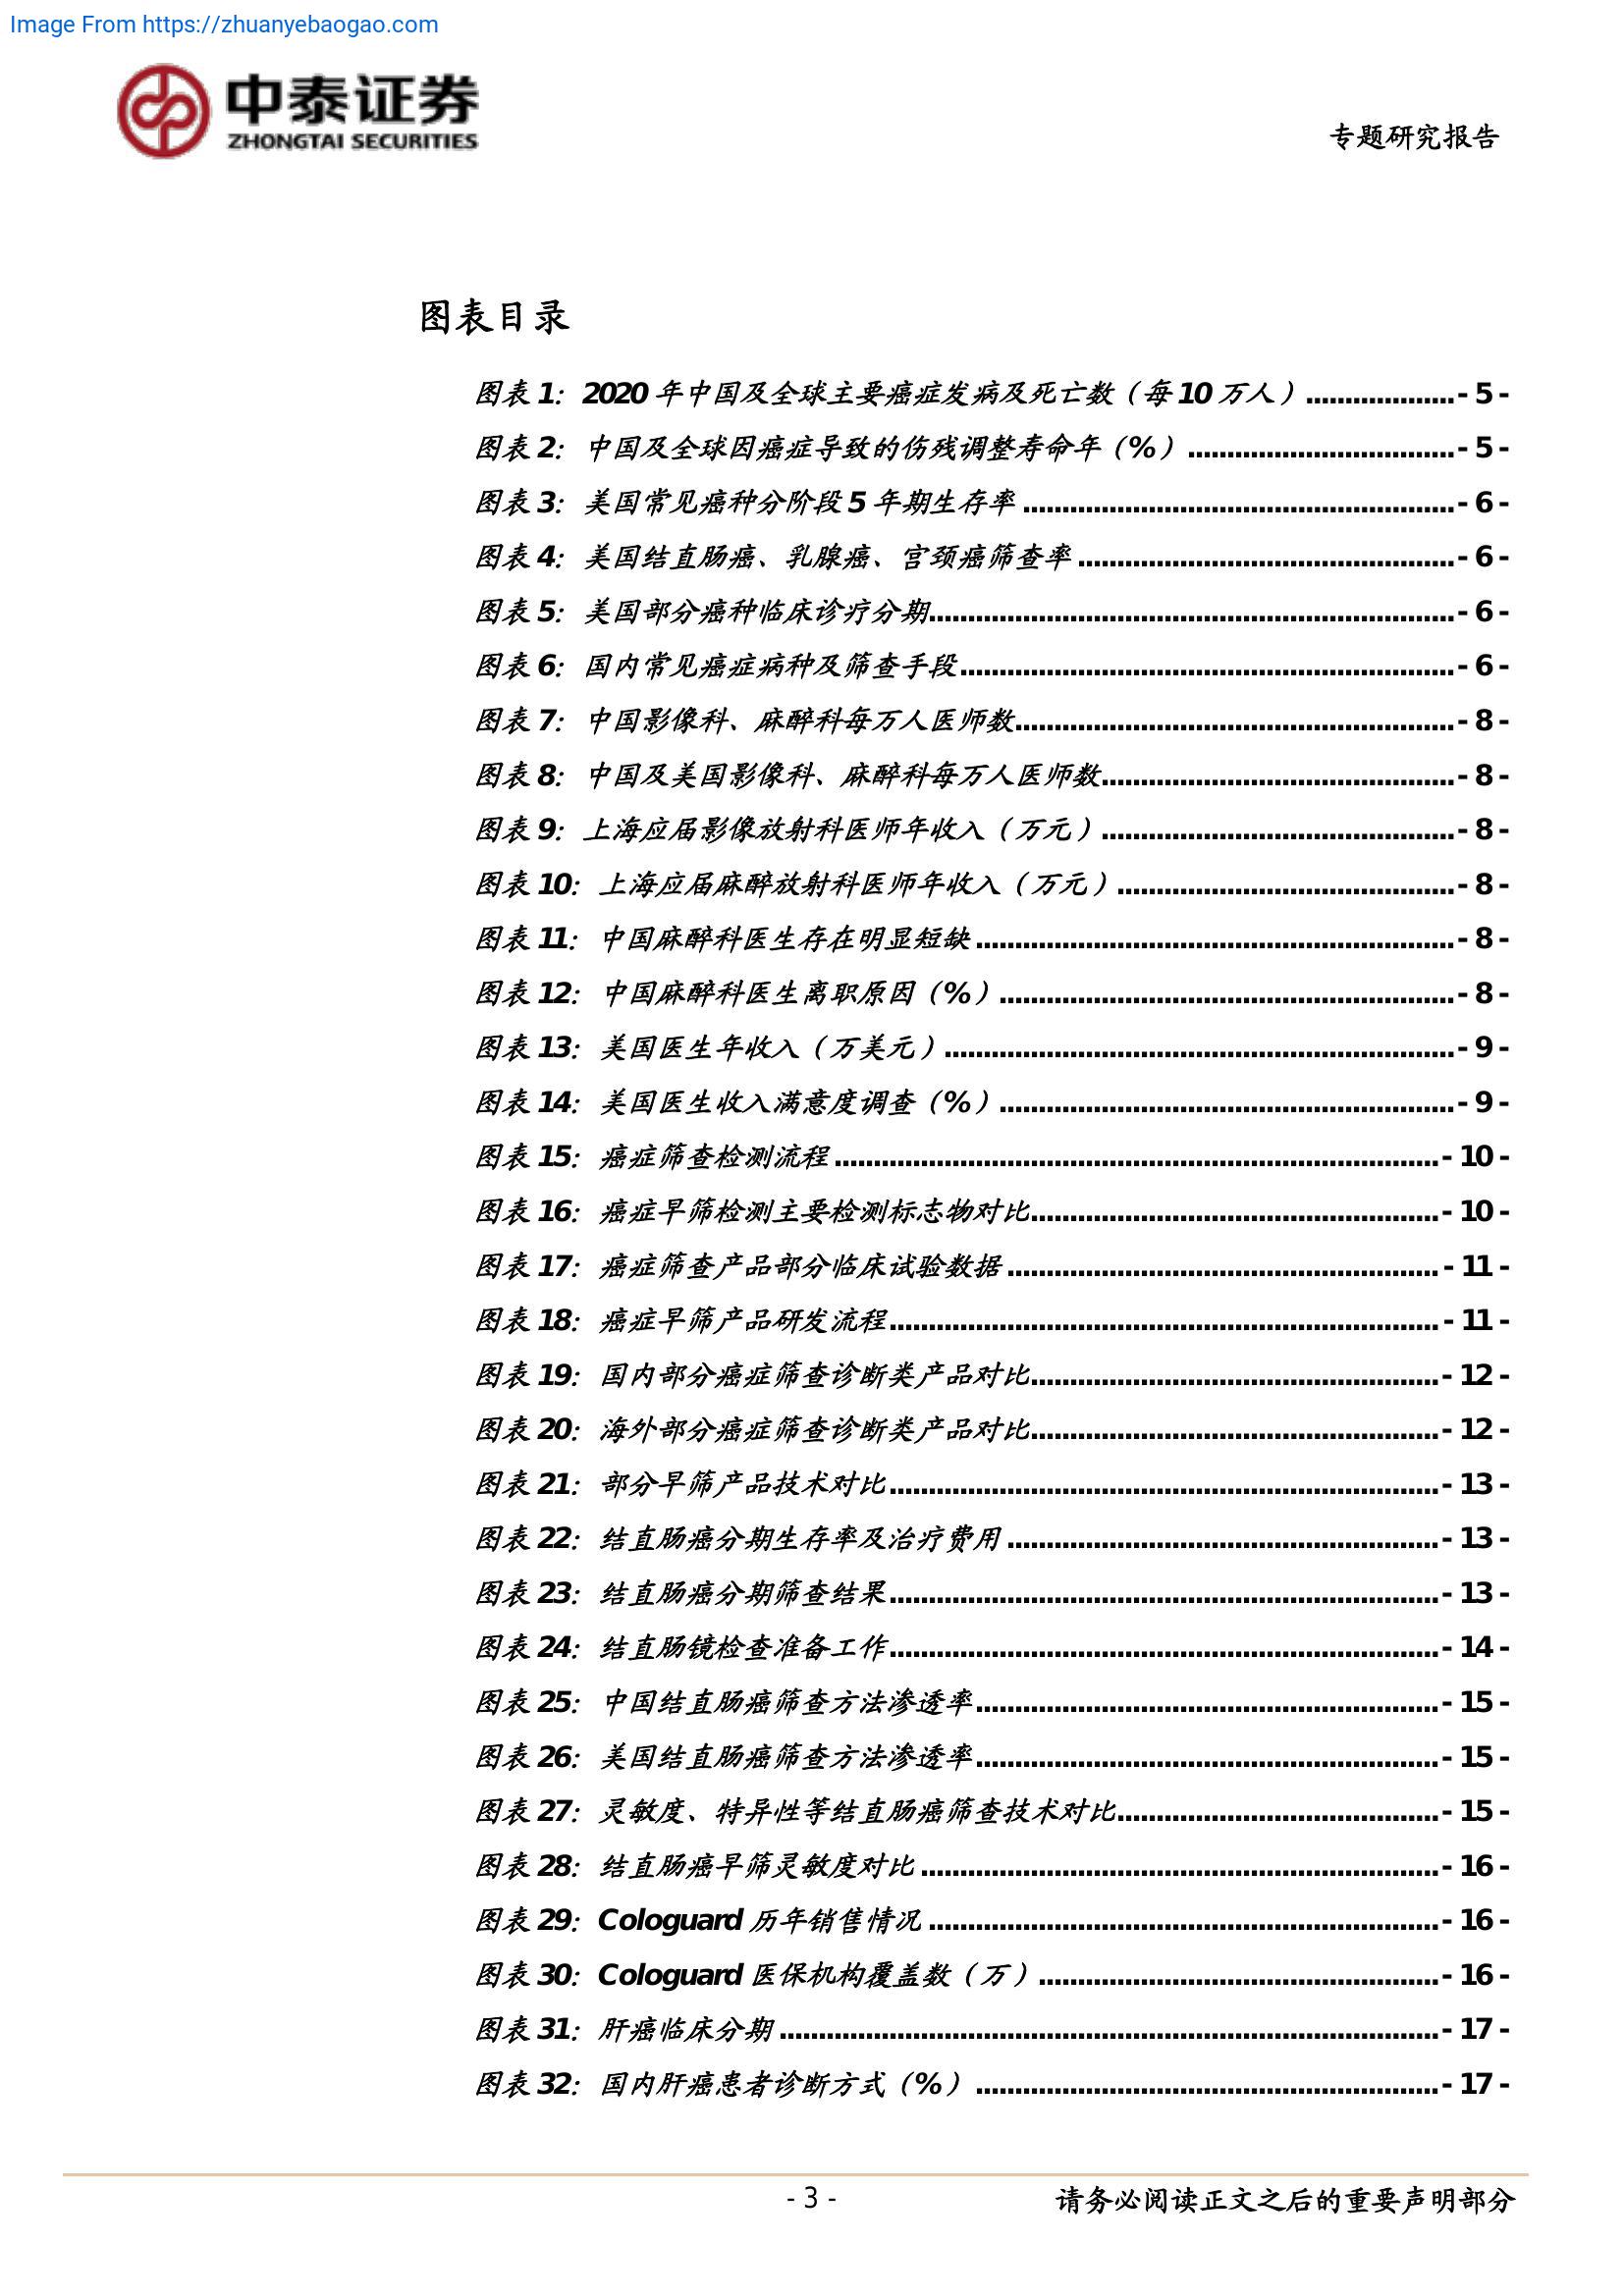 Image From https://zhuanyebaogao.com
中泰证券
ZHONGTAI SECURITIES
专题研究报告
图表目录
图表 1：2020 年中国及全球主要癌症发病及死亡数（每 10 万人）...................- 5 -
图表 2：中国及全球因癌症导致的伤残调整寿命年（%）..................................- 5 -
图表 3：美国常见癌种分阶段 5 年期生存率.......................................................- 6 -
图表 4：美国结直肠癌、乳腺癌、宫颈癌筛查率................................................- 6 -
图表 5：美国部分癌种临床诊疗分期...................................................................- 6 -
图表 6：国内常见癌症病种及筛查手段...............................................................- 6 -
图表 7：中国影像科、麻醉科每万人医师数........................................................- 8 -
图表 8：中国及美国影像科、麻醉科每万人医师数.............................................- 8 -
图表 9：上海应届影像放射科医师年收入（万元）.............................................- 8 -
图表 10：上海应届麻醉放射科医师年收入（万元）...........................................- 8 -
图表 11：中国麻醉科医生存在明显短缺.............................................................- 8 -
图表 12：中国麻醉科医生离职原因（%）..........................................................- 8 -
图表 13：美国医生年收入（万美元）.................................................................- 9 -
图表 14：美国医生收入满意度调查（%）..........................................................- 9 -
图表 15：癌症筛查检测流程.............................................................................- 10 -
图表 16：癌症早筛检测主要检测标志物对比....................................................- 10 -
图表 17：癌症筛查产品部分临床试验数据.......................................................- 11 -
图表 18：癌症早筛产品研发流程......................................................................- 11 -
图表 19：国内部分癌症筛查诊断类产品对比....................................................- 12 -
图表 20：海外部分癌症筛查诊断类产品对比....................................................- 12 -
图表 21：部分早筛产品技术对比......................................................................- 13 -
图表 22：结直肠癌分期生存率及治疗费用.......................................................- 13 -
图表 23：结直肠癌分期筛查结果......................................................................- 13 -
图表 24：结直肠镜检查准备工作......................................................................- 14 -
图表 25：中国结直肠癌筛查方法渗透率...........................................................- 15 -
图表 26：美国结直肠癌筛查方法渗透率...........................................................- 15 -
图表 27：灵敏度、特异性等结直肠癌筛查技术对比.........................................- 15 -
图表 28：结直肠癌早筛灵敏度对比..................................................................- 16 -
图表 29：Cologuard 历年销售情况.................................................................- 16 -
图表 30：Cologuard 医保机构覆盖数（万）...................................................- 16 -
图表 31：肝癌临床分期....................................................................................- 17 -
图表 32：国内肝癌患者诊断方式（%）...........................................................- 17 -
- 3 -
请务必阅读正文之后的重要声明部分